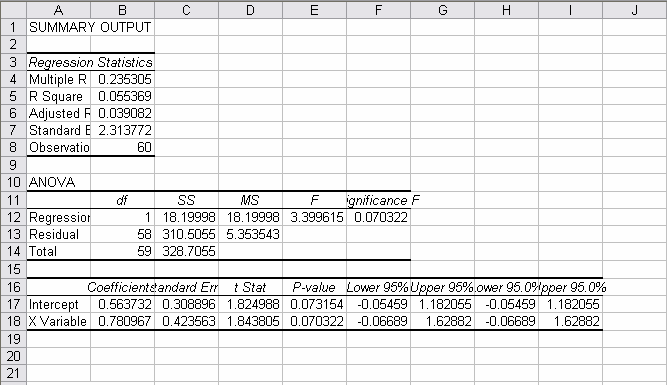 A B C D E F G H I J
1 SUMMARY OUTPUT
2
3 Regression Statistics
4 Multiple R 0.235305
5 R Square 0.055369
6 Adjusted R 0.039082
7 Standard E 2.313772
8 Observatio 60
9
10 ANOVA
11 df SS MS F ignificance F
12 Regression 1 18.19998 18.19998 3.399615 0.070322
13 Residual 58 310.5055 5.353543
14 Total 59 328.7055
15
16 Coefficients tandard Err t Stat P-value Lower 95% Upper 95% ower 95.0% pper 95.0%
17 Intercept 0.563732 0.308896 1.824988 0.073154 -0.05459 1.182055 -0.05459 1.182055
18 X Variable 0.780967 0.423563 1.843805 0.070322 -0.06689 1.62882 -0.06689 1.62882
19
20
21